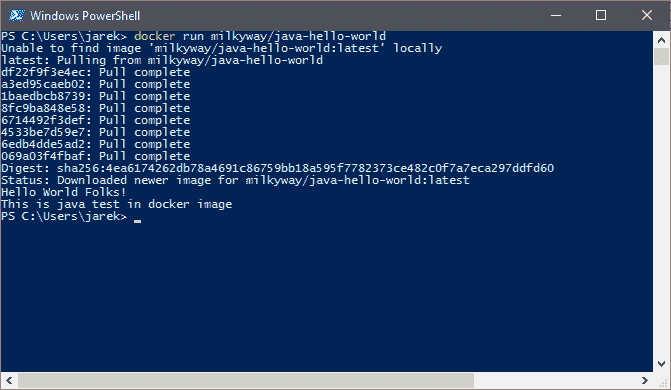 Windows PowerShell
PS C:\Users\jarek> docker run milkyway/java-hello-world
Unable to find image 'milkyway/java-hello-world:latest' locally
latest: Pulling from milkyway/java-hello-world
df22f9f3e4ec: Pull complete
a3ed95caeb02: Pull complete
1baedbcb8739: Pull complete
8fc9ba848e58: Pull complete
6714492f3def: Pull complete
4533be7d59e7: Pull complete
6edb4dde5ad2: Pull complete
069a03f4fbaf: Pull complete
Digest: sha256:4ea6174262db78a4691c86759bb18a595f7782373ce482c0f7a7eca297ddfd60
Status: Downloaded newer image for milkyway/java-hello-world:latest
Hello World Folks!
This is java test in docker image
PS C:\Users\jarek>